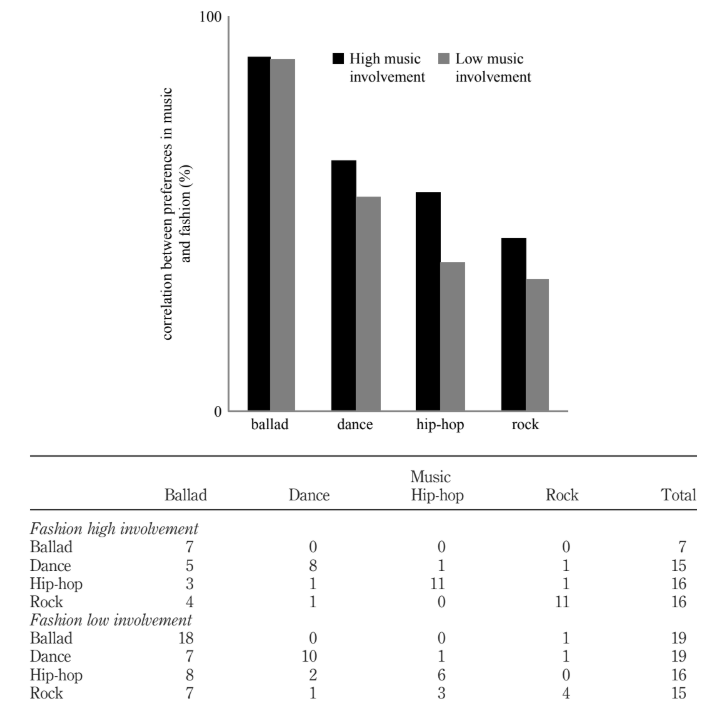 100
High music involvement
Low music involvement
correlation between preferences in music and fashion (%)
0
ballad dance hip-hop rock
Music
Ballad Dance Hip-hop Rock Total
Fashion high involvement
Ballad 7 0 0 0 7
Dance 5 8 1 1 15
Hip-hop 3 1 11 1 16
Rock 4 1 0 11 16
Fashion low involvement
Ballad 18 0 0 1 19
Dance 7 10 1 1 19
Hip-hop 8 2 6 0 16
Rock 7 1 3 4 15